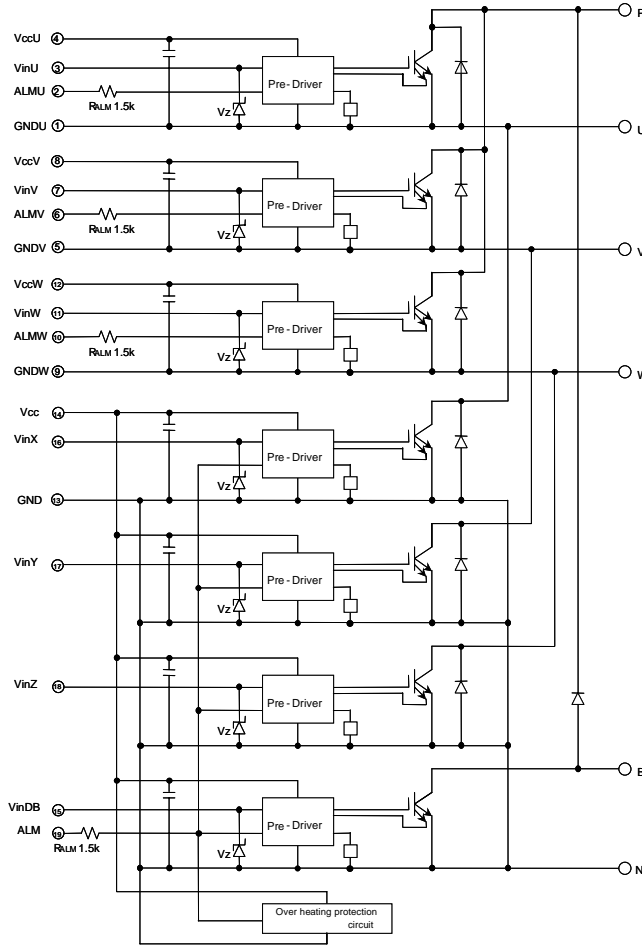 P
VccU 4
VinU 3
Pre-Driver
ALMU 2
RALM 1.5k
Vz
GNDU 1
U
VccV 8
VinV 7
Pre-Driver
ALMV 6
RALM 1.5k
Vz
GNDV 5
V
VccW 12
VinW 11
Pre-Driver
ALMW 10
RALM 1.5k
Vz
GNDW 9
W
Vcc 14
VinX 16
Pre-Driver
Vz
GND 13
VinY 17
Pre-Driver
Vz
VinZ 18
Pre-Driver
Vz
B
VinDB 15
Pre-Driver
ALM 19
RALM 1.5k
Vz
N
Over heating protection
circuit